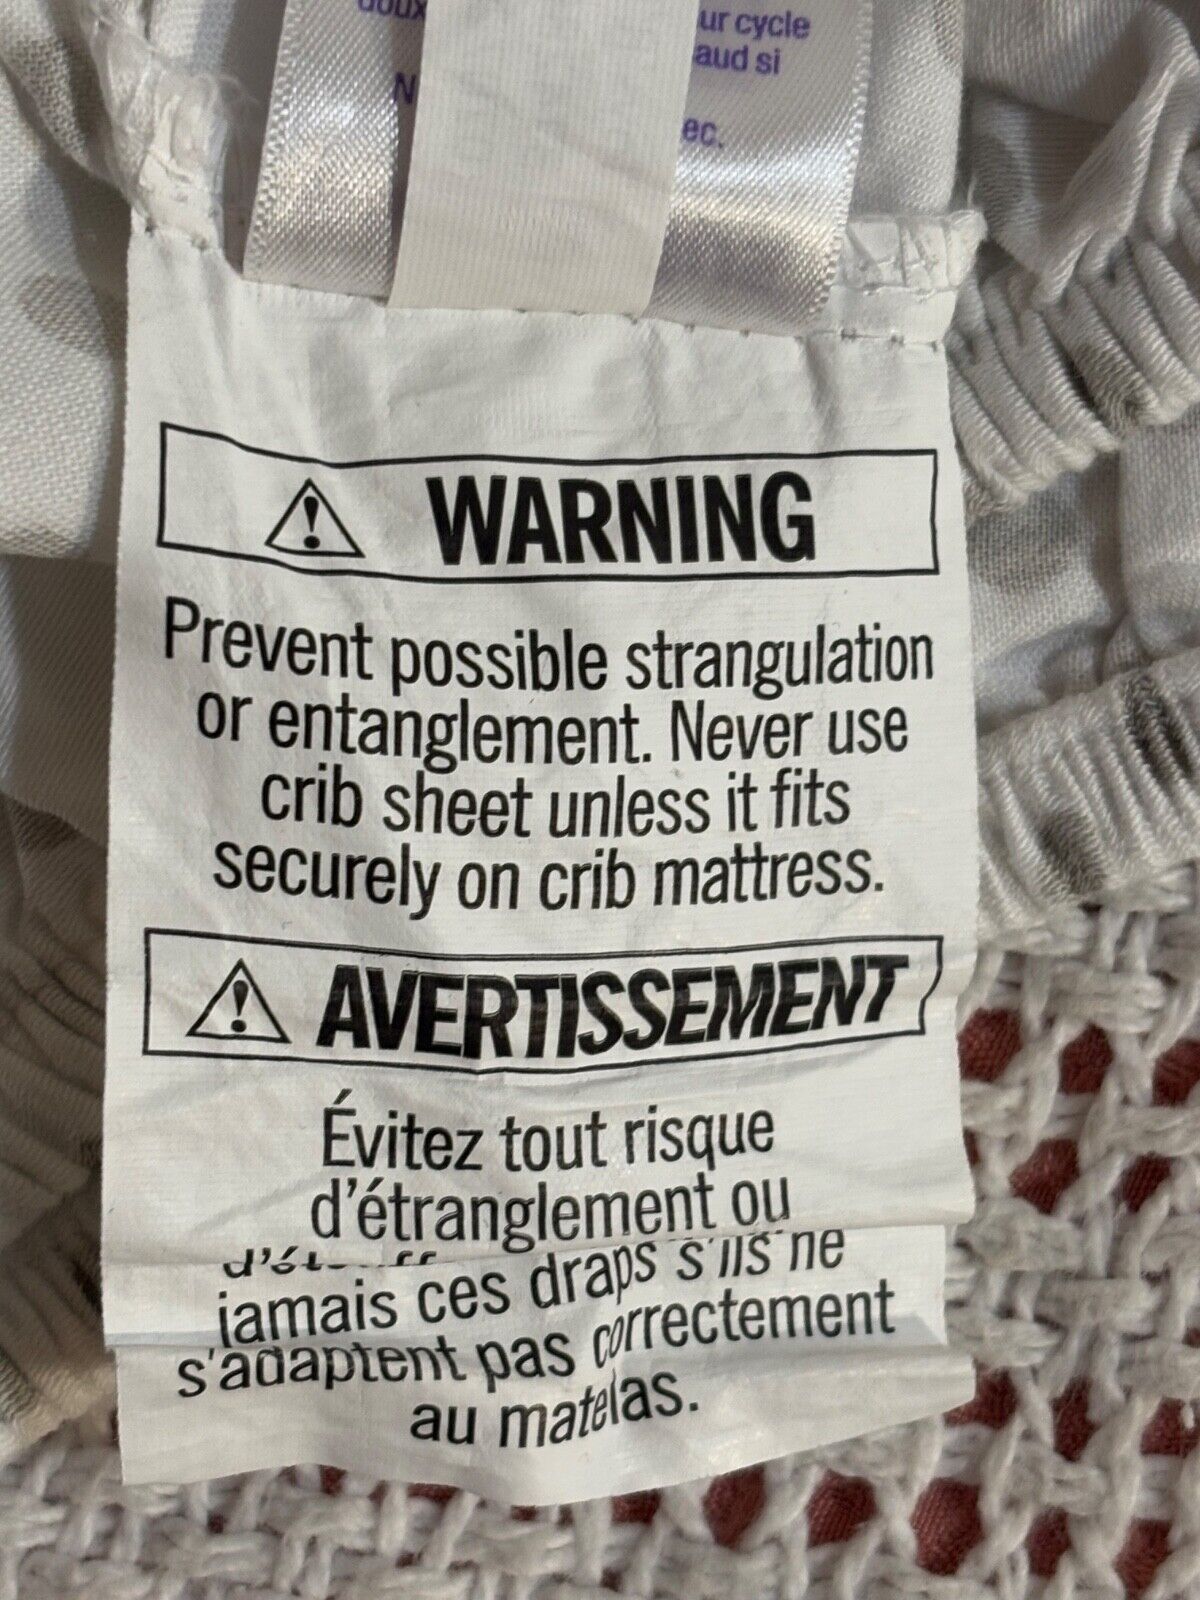 doux
ur cycle
aud si
N
ec.
WARNING
Prevent possible strangulation
or entanglement. Never use
crib sheet unless it fits
securely on crib mattress.
AVERTISSEMENT
Évitez tout risque
d'étranglement ou
jamais ces draps s'ils ne
s'adaptent pas correctement
au matelas.